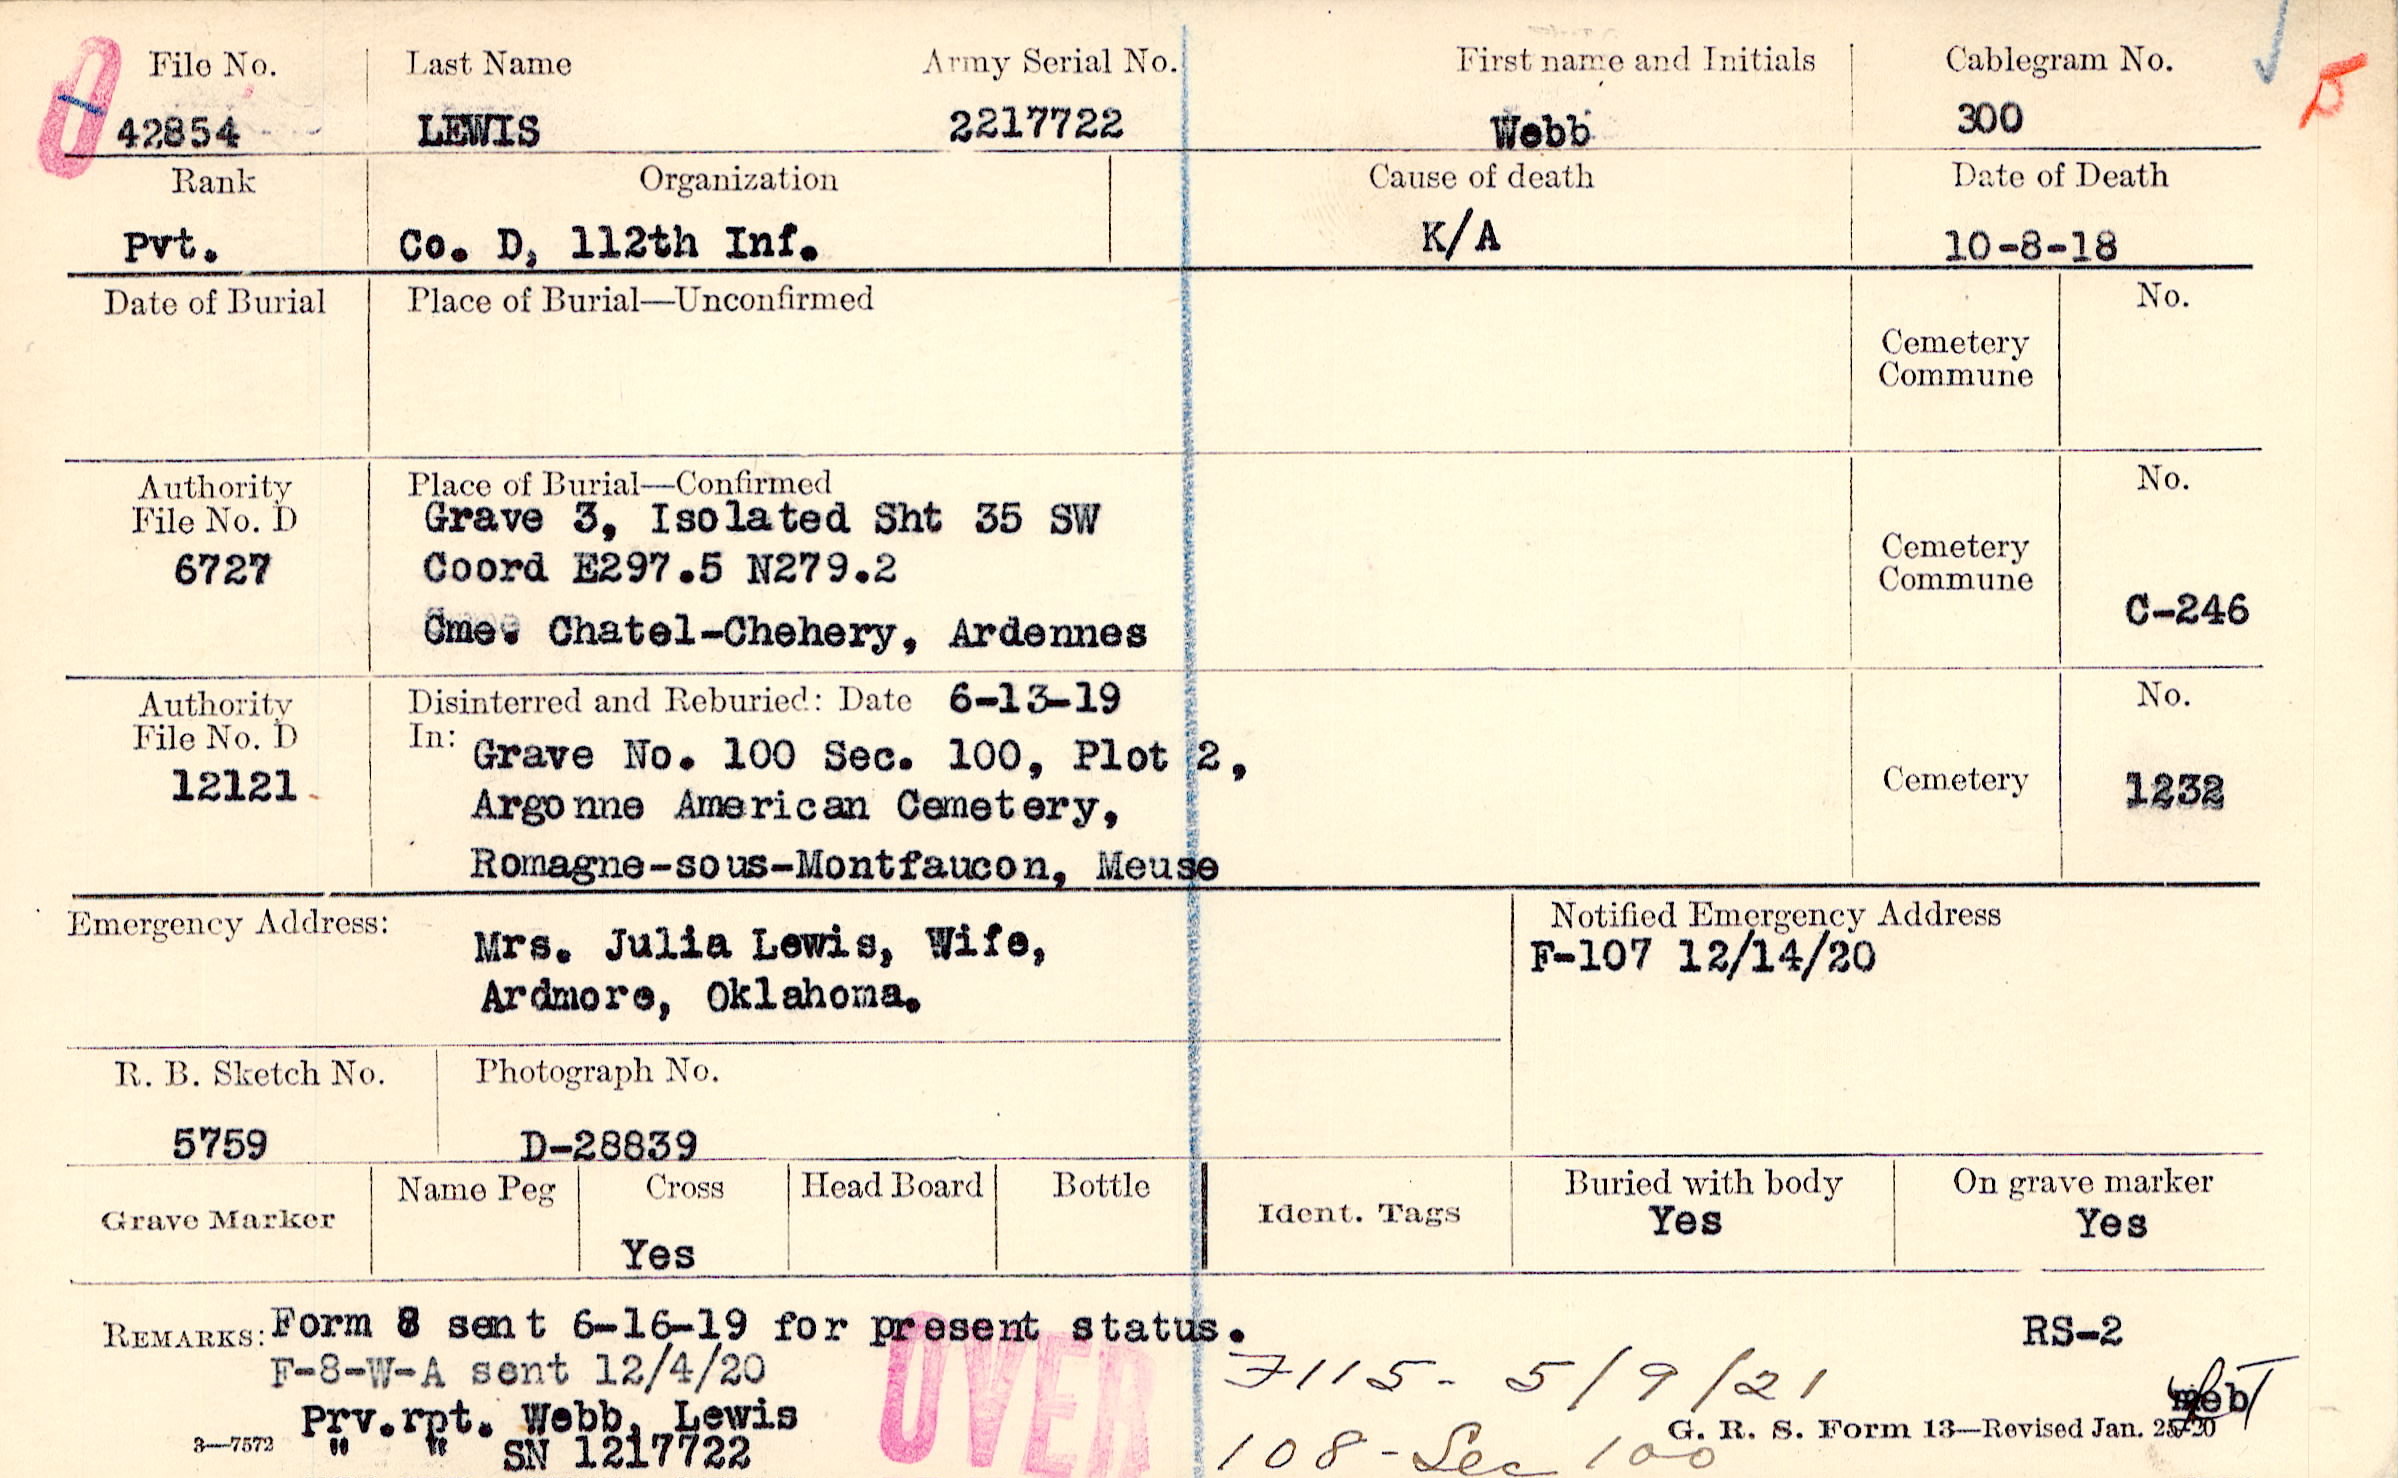 File No. Last Name Army Serial No. First name and Initials Cablegram No.
42854 LEWIS 2217722 Webb 300
5
Rank Organization Cause of death Date of Death
Pvt. Co. D, 112th Inf. K/A 10-8-18
Date of Burial Place of Burial—Unconfirmed No.
Cemetery
Commune
Authority Place of Burial—Confirmed No.
File No. D Grave 3, Isolated Sht 35 SW
6727 Coord E297.5 N279.2 Cemetery
Commune
Cme. Chatel-Chehery, Ardennes C-246
Authority Disinterred and Reburied: Date 6-13-19 No.
File No. D In: Grave No. 100 Sec. 100, Plot 2,
12121 Argonne American Cemetery, Cemetery 1232
Romagne-sous-Montfaucon, Meuse
Emergency Address: Notified Emergency Address
Mrs. Julia Lewis, Wife, F-107 12/14/20
Ardmore, Oklahoma.
R. B. Sketch No. Photograph No.
5759 D-28839
Grave Marker Name Peg Cross Head Board Bottle Ident. Tags Buried with body On grave marker
Yes Yes Yes
REMARKS: Form 8 sent 6-16-19 for present status. RS-2
F-8-W-A sent 12/4/20 F115- 5/9/21
Prv.rpt. Webb, Lewis meb
" " SN 1217722 108-Sec 100
OVER
3—7572 G. R. S. Form 13—Revised Jan. 25-20